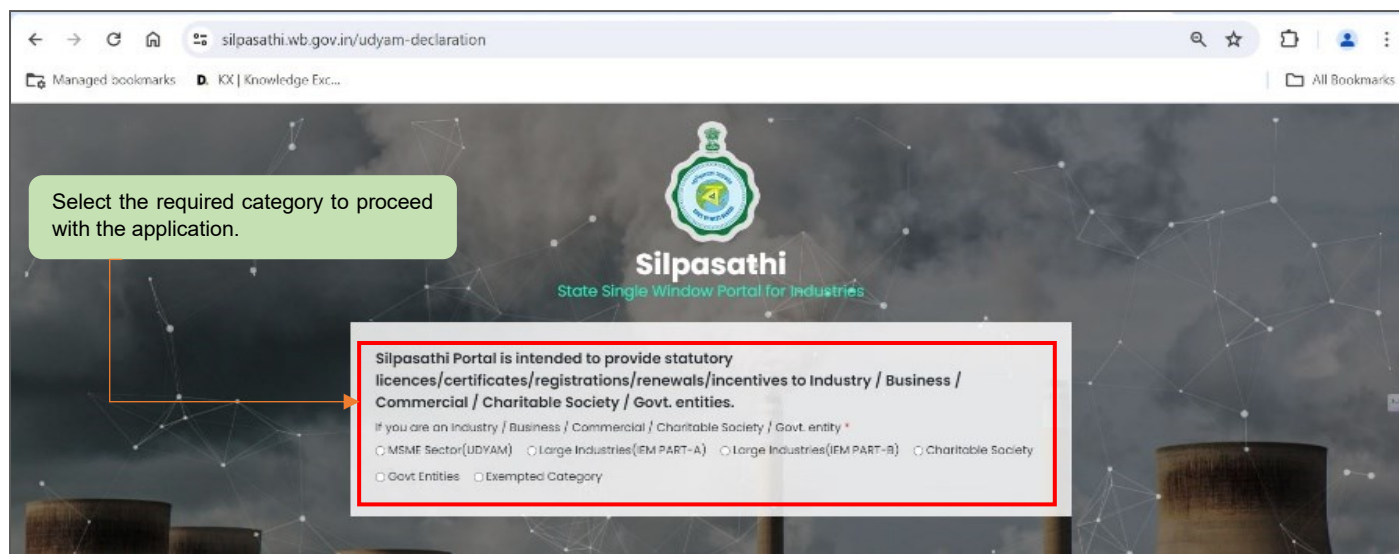 silpasathi.wb.gov.in/udyam-declaration
Managed bookmarks D. KX | Knowledge Exc... All Bookmarks
Select the required category to proceed
with the application.
Silpasathi
State Single Window Portal for Industries
Silpasathi Portal is intended to provide statutory
licences/certificates/registrations/renewals/incentives to Industry / Business /
Commercial / Charitable Society / Govt. entities.
If you are an Industry / Business / Commercial / Charitable Society / Govt. entity *
MSME Sector(UDYAM) Large Industries(IEM PART-A) Large Industries(IEM PART-B) Charitable Society
Govt Entities Exempted Category